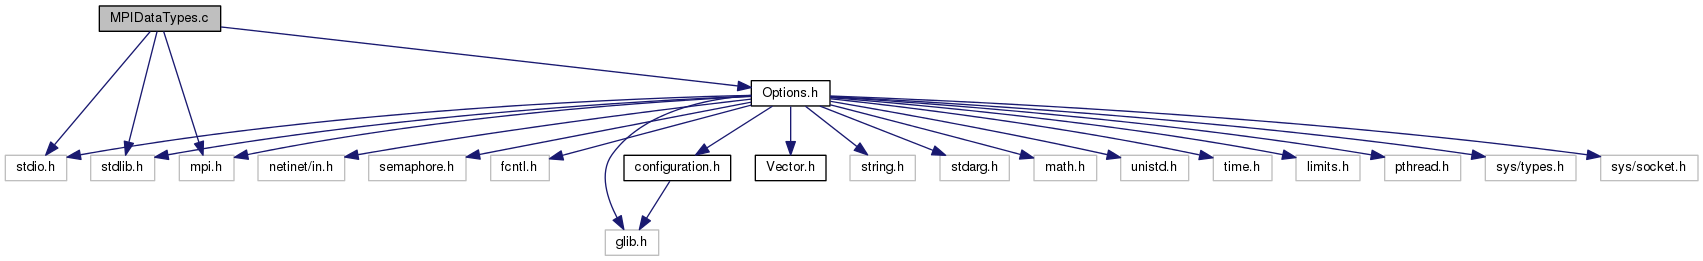 MPIDataTypes.c
Options.h
stdio.h
stdlib.h
mpi.h
netinet/in.h
semaphore.h
fcntl.h
configuration.h
Vector.h
string.h
stdarg.h
math.h
unistd.h
time.h
limits.h
pthread.h
sys/types.h
sys/socket.h
glib.h